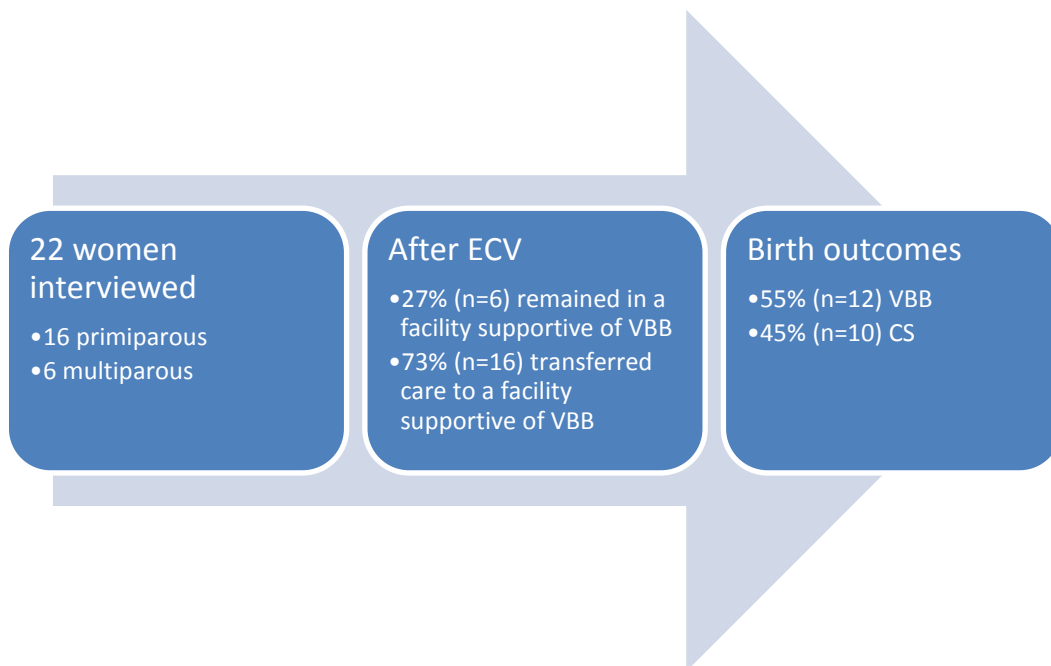 22 women
interviewed
•16 primiparous
•6 multiparous
After ECV
•27% (n=6) remained in a
facility supportive of VBB
•73% (n=16) transferred
care to a facility
supportive of VBB
Birth outcomes
•55% (n=12) VBB
•45% (n=10) CS